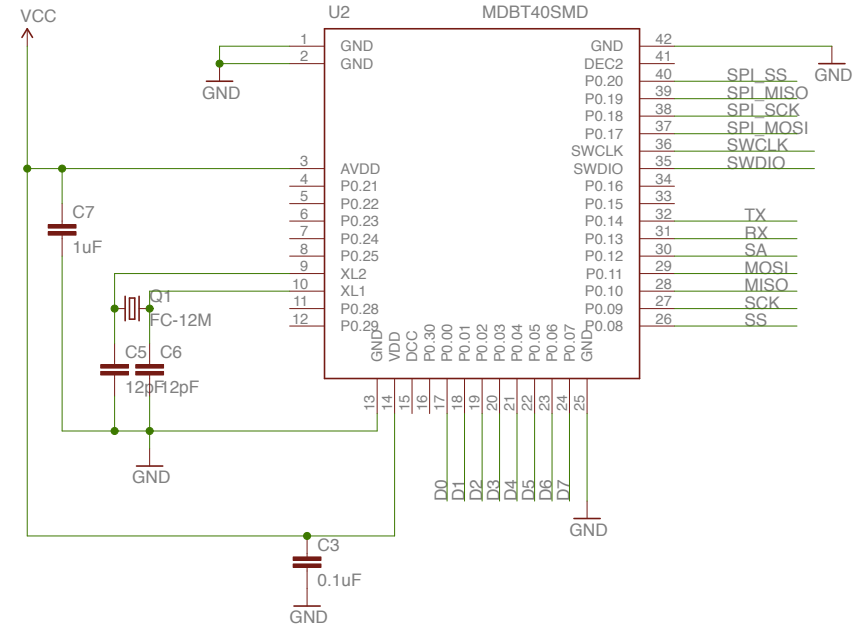 VCC
U2
MDBT40SMD
1 GND
2 GND
GND
3 AVDD
4 P0.21
5 P0.22
6 P0.23
7 P0.24
8 P0.25
9 XL2
10 XL1
11 P0.28
12 P0.29
GND 42
DEC2 41
P0.20 40 SPI_SS
P0.19 39 SPI_MISO
P0.18 38 SPI_SCK
P0.17 37 SPI_MOSI
SWCLK 36 SWCLK
SWDIO 35 SWDIO
P0.16 34
P0.15 33
P0.14 32 TX
P0.13 31 RX
P0.12 30 SA
P0.11 29 MOSI
P0.10 28 MISO
P0.09 27 SCK
P0.08 26 SS
GND
C7
1uF
Q1
FC-12M
C5
12pF
C6
12pF
GND
GND 13
VDD 14
DCC 15
P0.30 16
P0.00 17 D0
P0.01 18 D1
P0.02 19 D2
P0.03 20 D3
P0.04 21 D4
P0.05 22 D5
P0.06 23 D6
P0.07 24 D7
GND 25
GND
C3
0.1uF
GND